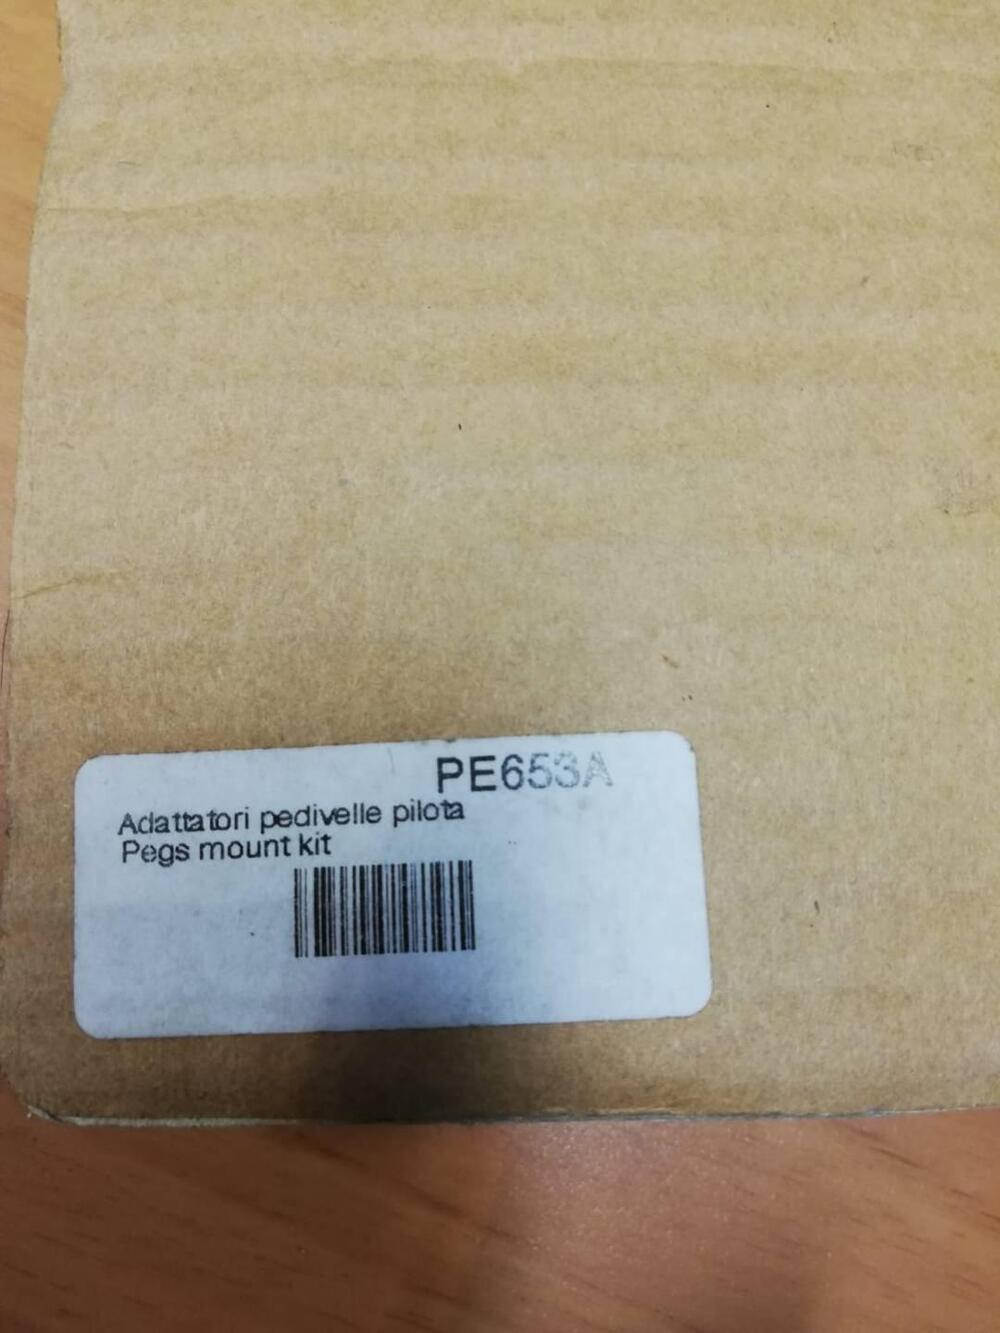 PE653A
Adattatori pedivelle pilota
Pegs mount kit